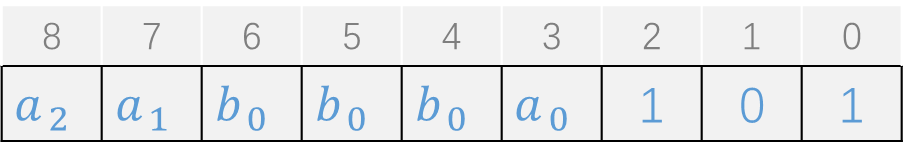 8 7 6 5 4 3 2 1 0
a₂ a₁ b₀ b₀ b₀ a₀ 1 0 1